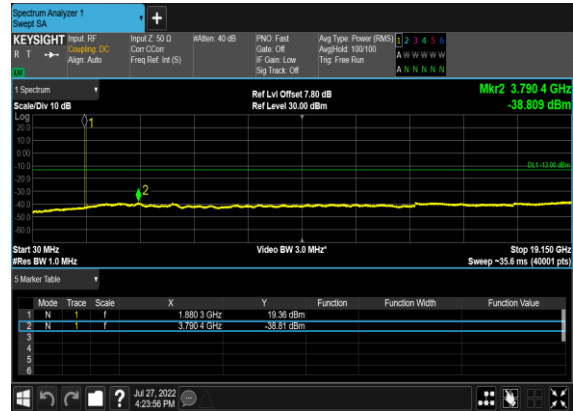 Spectrum Analyzer 1
Swept SA
KEYSIGHT Input: RF Input Z: 50 Ω #Atten: 40 dB PNO: Fast Avg Type: Power (RMS) 1 2 3 4 5 6
R T Coupling: DC Corr CCorr Gate: Off Avg|Hold: 100/100 A W W W W W
Align: Auto Freq Ref: Int (S) IF Gain: Low Trig: Free Run
LW Sig Track: Off A N N N N N
1 Spectrum Ref Lvl Offset 7.80 dB Mkr2 3.790 4 GHz
Scale/Div 10 dB Ref Level 30.00 dBm -38.809 dBm
Log
20.0
10.0
0.00
-10.0
-20.0
-30.0
-40.0
-50.0
-60.0
1
2
DL1 -13.00 dBm
Start 30 MHz Video BW 3.0 MHz* Stop 19.150 GHz
#Res BW 1.0 MHz Sweep ~35.6 ms (40001 pts)
5 Marker Table
Mode Trace Scale X Y Function Function Width Function Value
1 N 1 f 1.880 3 GHz 19.36 dBm
2 N 1 f 3.790 4 GHz -38.81 dBm
3
4
5
6
? Jul 27, 2022
4:23:56 PM